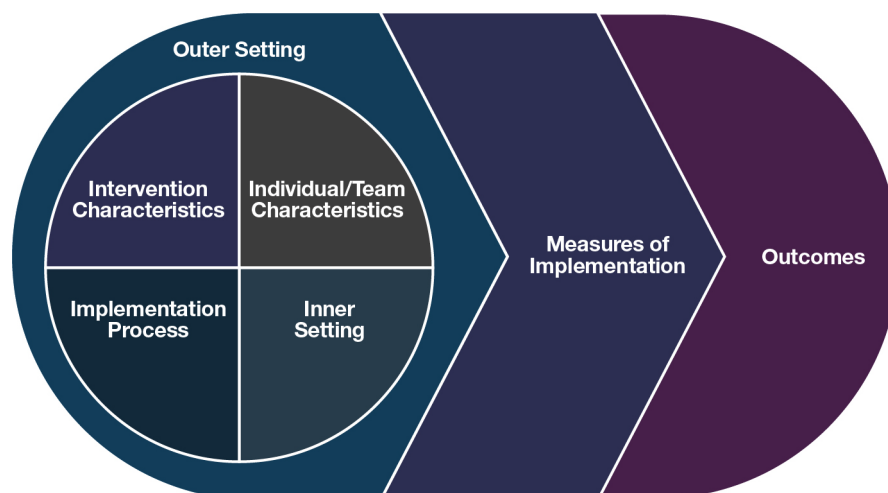 Outer Setting
Intervention
Characteristics
Individual/Team
Characteristics
Implementation
Process
Inner
Setting
Measures of
Implementation
Outcomes